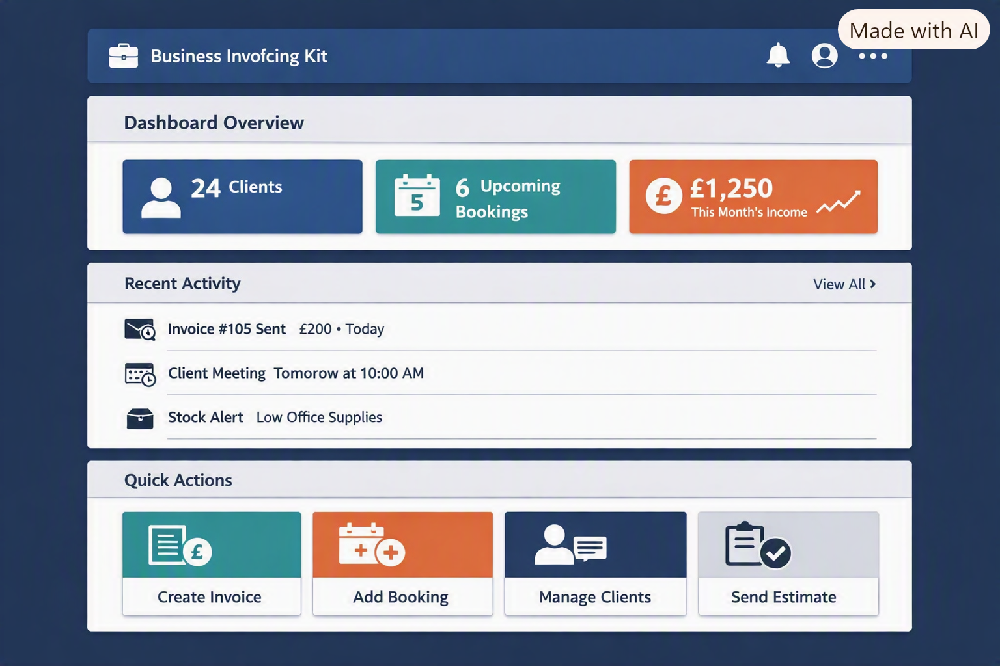 Made with AI
Business Invofcing Kit
Dashboard Overview
24 Clients
5
6 Upcoming
Bookings
£
£1,250
This Month's Income
Recent Activity
View All
Invoice #105 Sent £200 • Today
Client Meeting Tomorow at 10:00 AM
Stock Alert Low Office Supplies
Quick Actions
£
Create Invoice
Add Booking
Manage Clients
Send Estimate